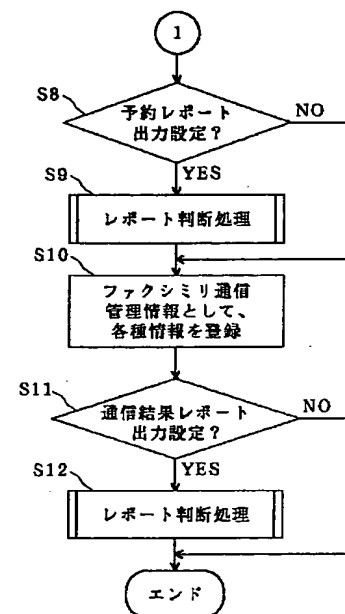 1
S8
予約レポート
出力設定?
NO
YES
S9
レポート判断処理
S10
ファクシミリ通信
管理情報として、
各種情報を登録
S11
通信結果レポート
出力設定?
NO
YES
S12
レポート判断処理
エンド